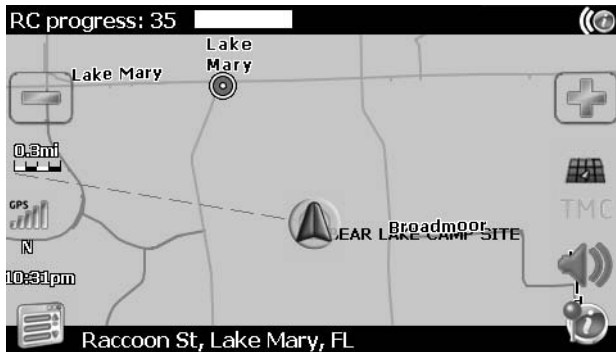 RC progress: 35
Lake Mary
Lake
Mary
0.3mi
TMC
GPS
Broadmoor
BEAR LAKE CAMP SITE
N
10:31pm
Raccoon St, Lake Mary, FL